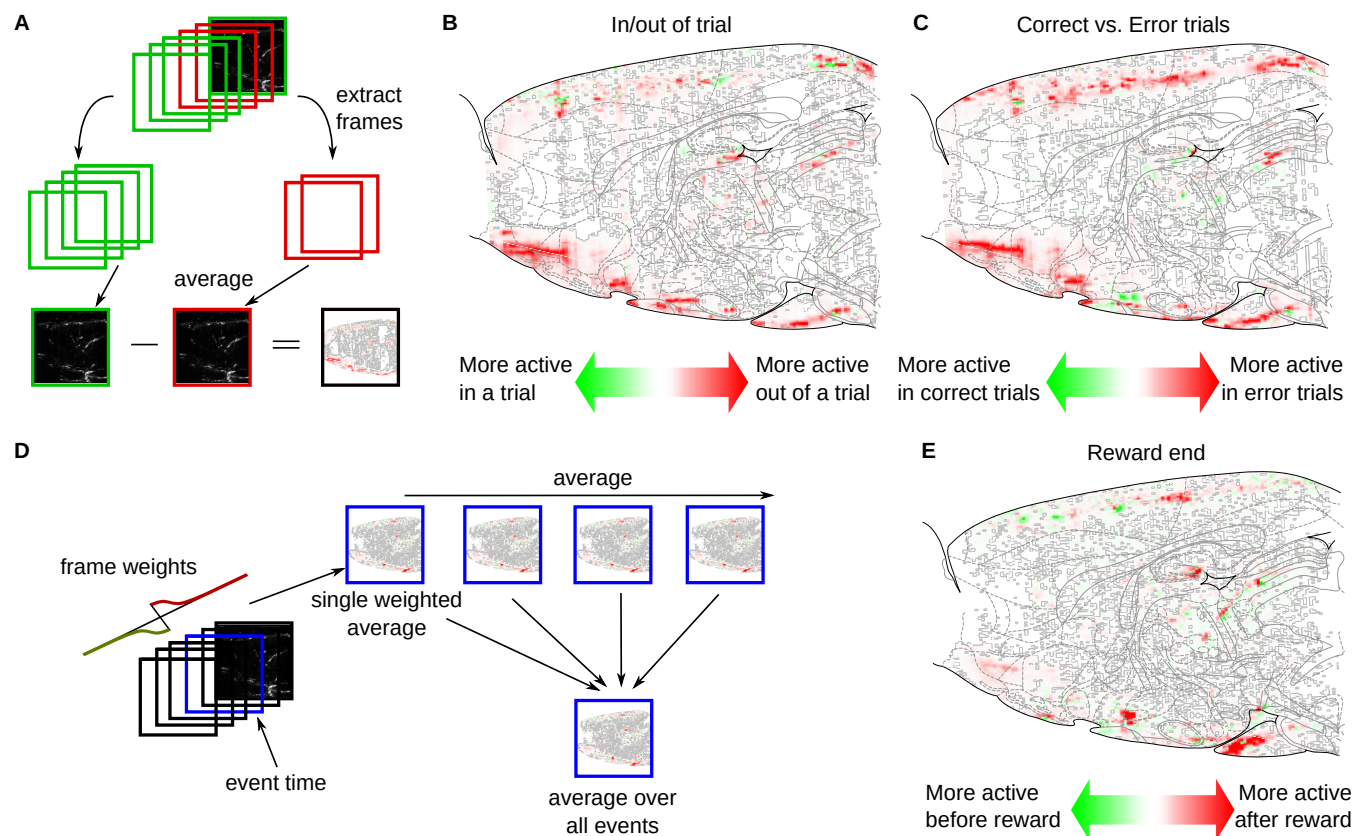 A
extract
frames
average
B
In/out of trial
More active
in a trial
More active
out of a trial
C
Correct vs. Error trials
More active
in correct trials
More active
in error trials
D
average
frame weights
single weighted
average
event time
average over
all events
E
Reward end
More active
before reward
More active
after reward